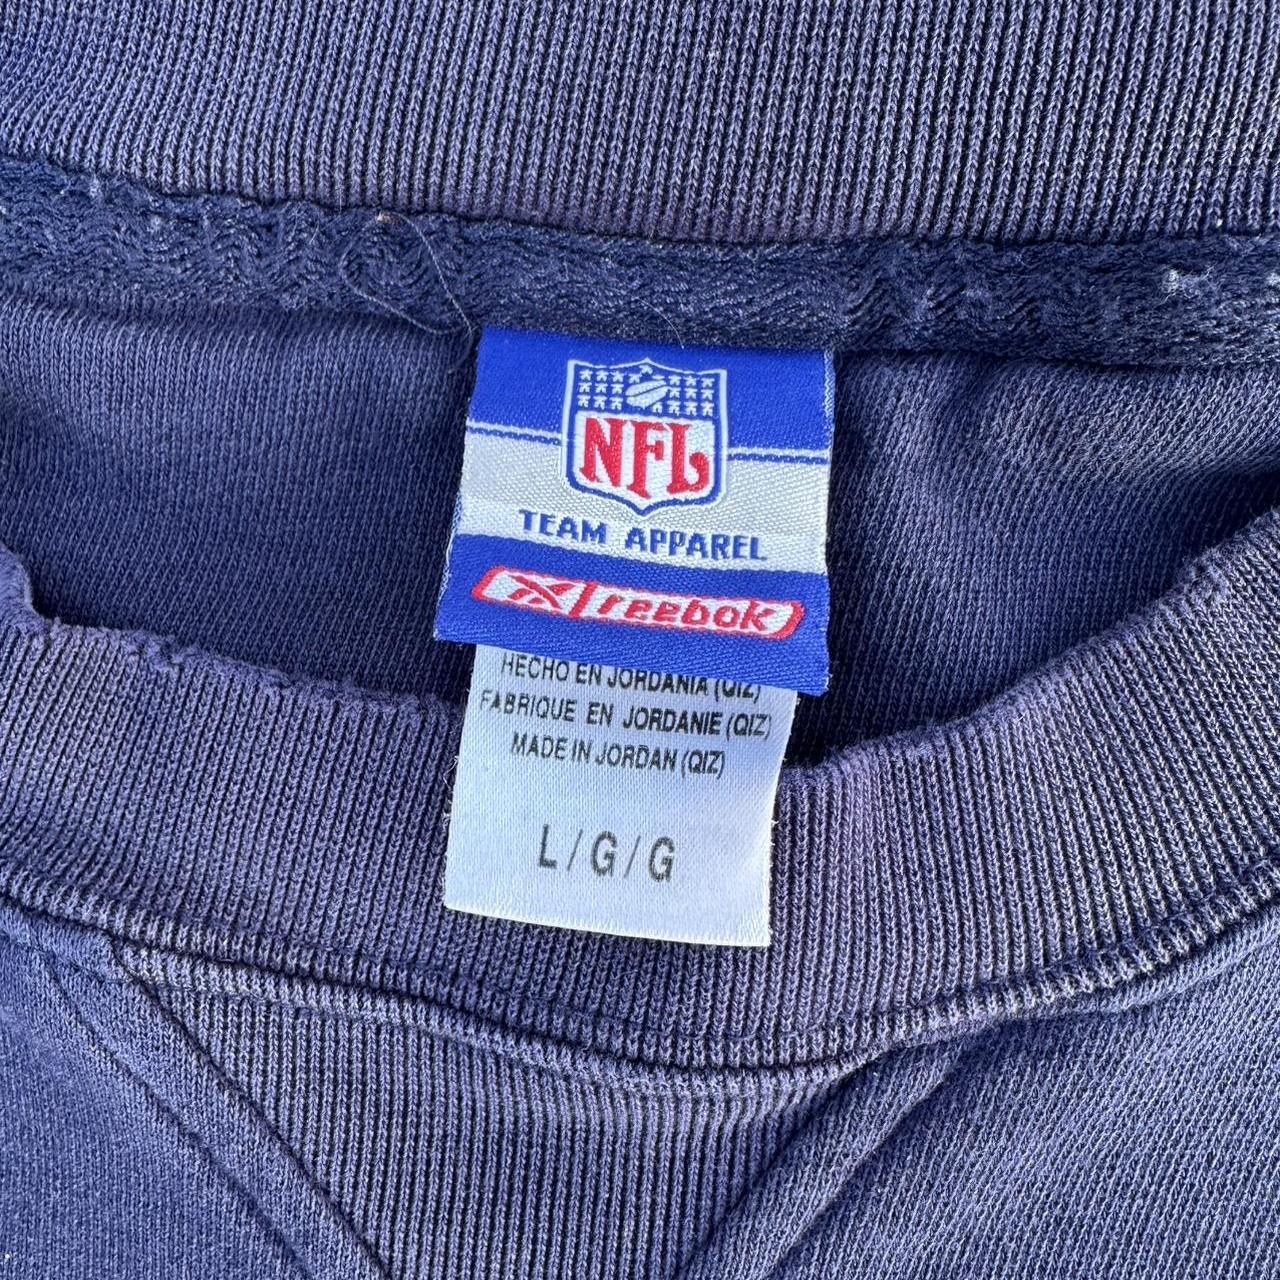 NFL
TEAM APPAREL
reebok
HECHO EN JORDANIA (QIZ)
FABRIQUE EN JORDANIE (QIZ)
MADE IN JORDAN (QIZ)
L/G/G